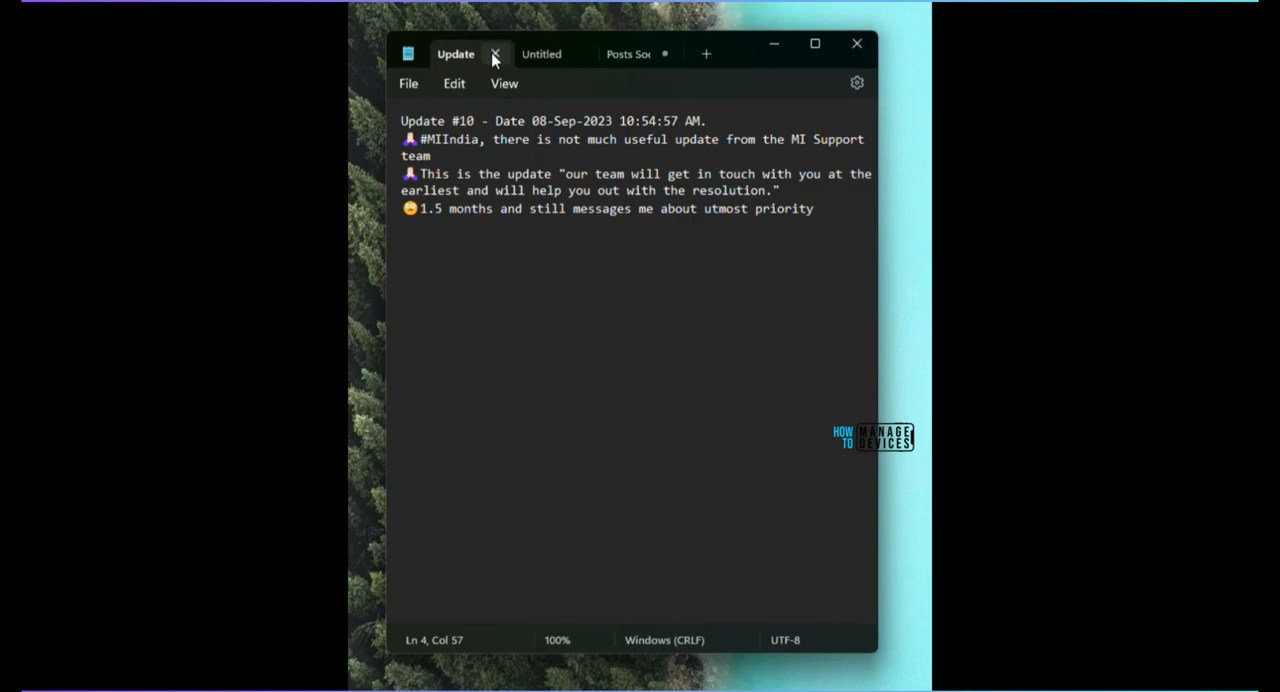 Update
Untitled
Posts Soc
File
Edit
View
Update #10 - Date 08-Sep-2023 10:54:57 AM.
🙏🏻#MIIndia, there is not much useful update from the MI Support
team
🙏🏻This is the update "our team will get in touch with you at the
earliest and will help you out with the resolution."
🙄1.5 months and still messages me about utmost priority
HOW TO
MANAGE DEVICES
Ln 4, Col 57
100%
Windows (CRLF)
UTF-8